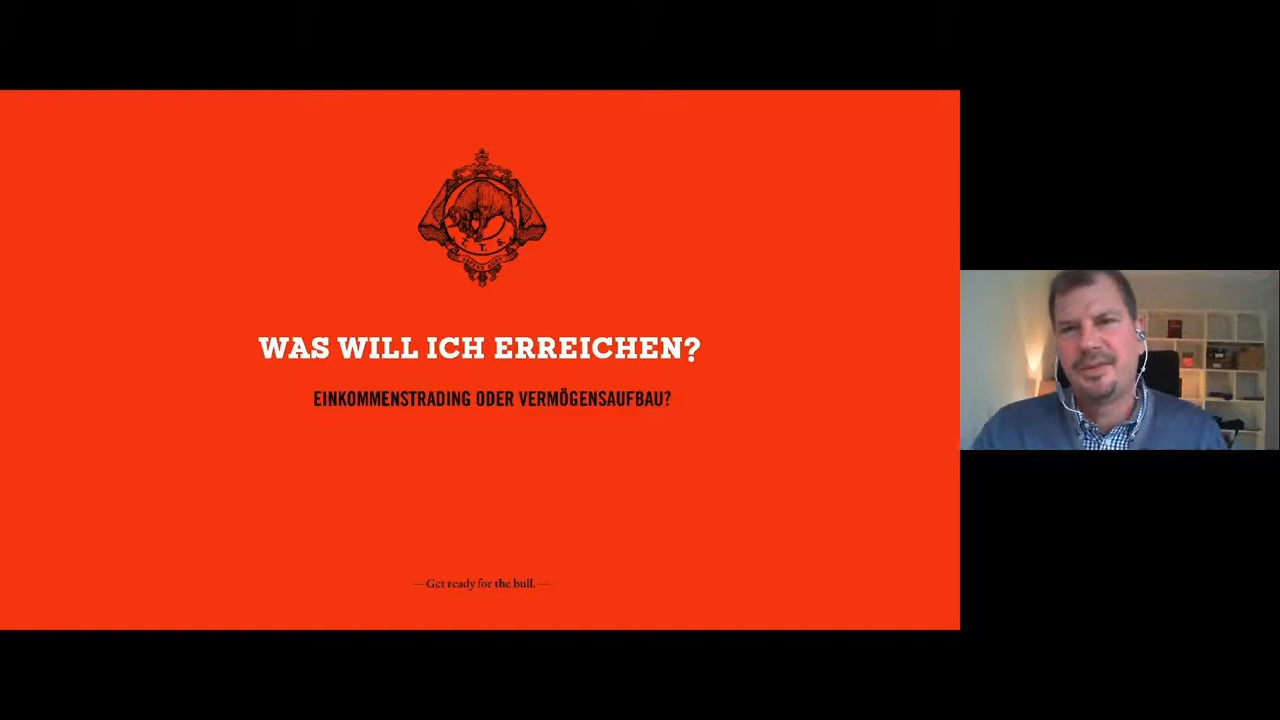 T. T. S.
WAS WILL ICH ERREICHEN?
EINKOMMENSTRADING ODER VERMÖGENSAUFBAU?
—Get ready for the bull.—